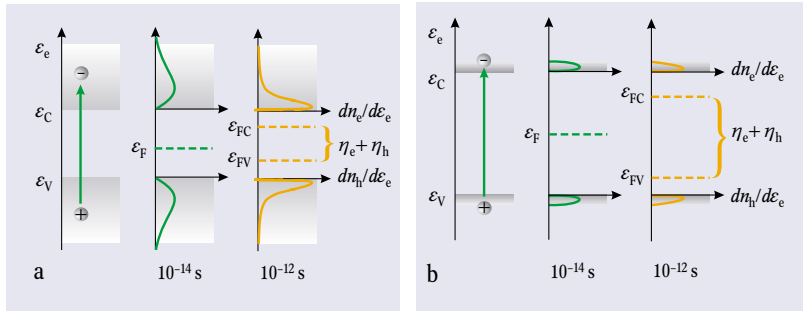 ε_e
ε_C
ε_V
−
+
ε_F
ε_FC
ε_FV
dn_e/dε_e
η_e + η_h
dn_h/dε_e
a
10⁻¹⁴ s
10⁻¹² s
ε_e
ε_C
ε_V
−
+
ε_F
ε_FC
ε_FV
dn_e/dε_e
η_e + η_h
dn_h/dε_e
b
10⁻¹⁴ s
10⁻¹² s